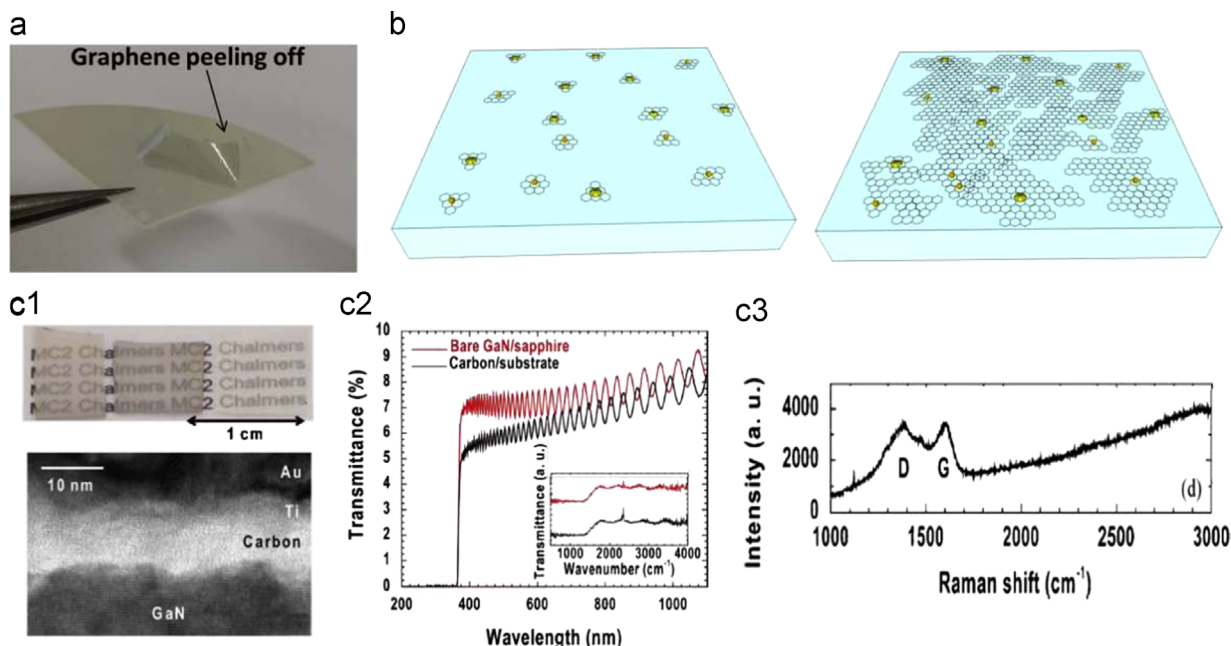 a
Graphene peeling off
b
c1
MC2 Chalmers MC2 Chalmers
MC2 Chalmers MC2 Chalmers
MC2 Chalmers MC2 Chalmers
MC2 Chalmers MC2 Chalmers
1 cm
10 nm
Au
Ti
Carbon
GaN
c2
10
9
8
7
6
5
4
3
2
1
0
Transmittance (%)
Bare GaN/sapphire
Carbon/substrate
Transmittance (a. u.)
1000 2000 3000 4000
Wavenumber (cm⁻¹)
200 400 600 800 1000
Wavelength (nm)
c3
4000
2000
0
Intensity (a. u.)
D G
(d)
1000 1500 2000 2500 3000
Raman shift (cm⁻¹)